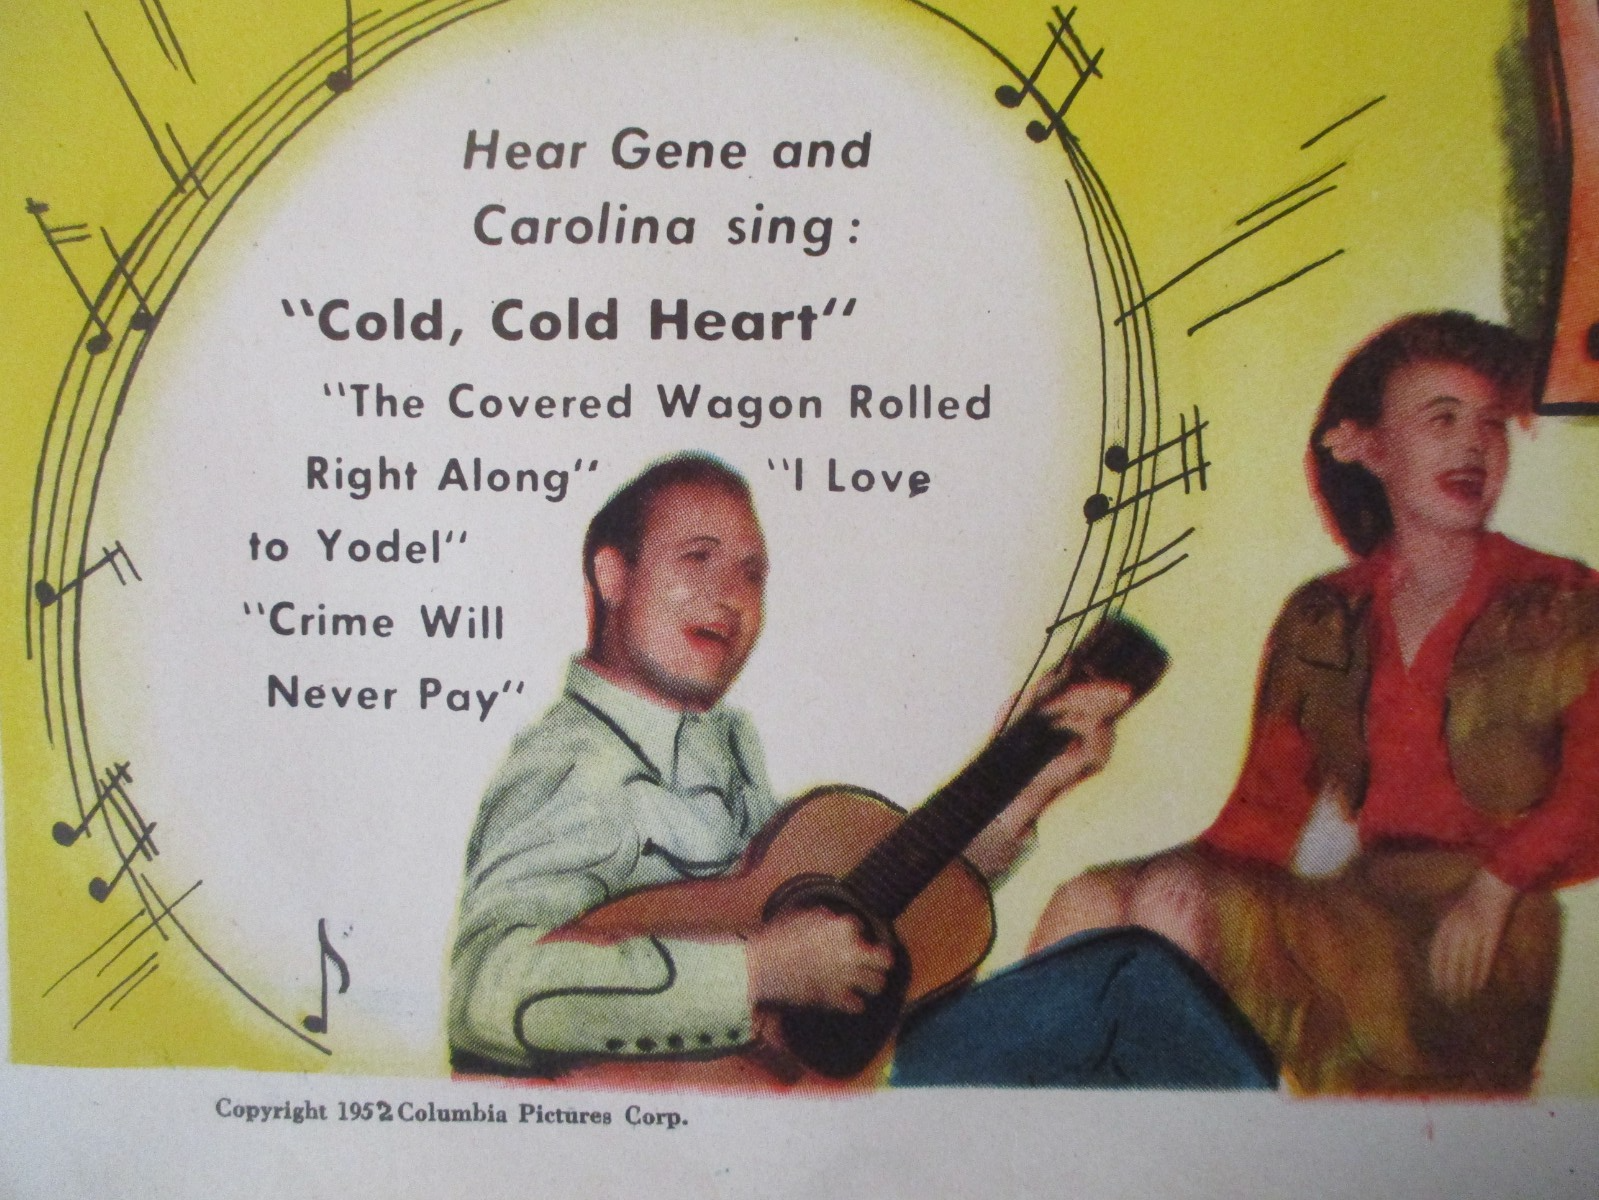 Hear Gene and
Carolina sing:
"Cold, Cold Heart"
"The Covered Wagon Rolled
Right Along" "I Love
to Yodel"
"Crime Will
Never Pay"
Copyright 1952 Columbia Pictures Corp.